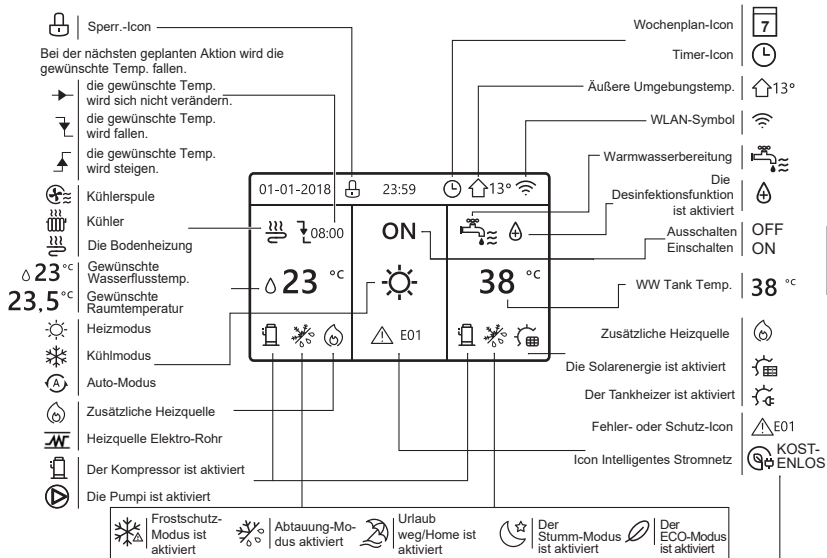 Sperr.-Icon
Bei der nächsten geplanten Aktion wird die
gewünschte Temp. fallen.
die gewünschte Temp.
wird sich nicht verändern.
die gewünschte Temp.
wird fallen.
die gewünschte Temp.
wird steigen.
Kühlerspule
Kühler
Die Bodenheizung
23 °C Gewünschte
Wasserflusstemp.
23,5 °C Gewünschte
Raumtemperatur
Heizmodus
Kühlmodus
A Auto-Modus
Zusätzliche Heizquelle
Heizquelle Elektro-Rohr
Der Kompressor ist aktiviert
Die Pumpi ist aktiviert
01-01-2018 23:59 13°
08:00 ON
23 °C 38 °C
E01
Wochenplan-Icon 7
Timer-Icon
Äußere Umgebungstemp. 13°
WLAN-Symbol
Warmwasserbereitung
Die
Desinfektionsfunktion
ist aktiviert
Ausschalten OFF
Einschalten ON
WW Tank Temp. 38 °C
Zusätzliche Heizquelle
Die Solarenergie ist aktiviert
Der Tankheizer ist aktiviert
Fehler- oder Schutz-Icon E01
Icon Intelligentes Stromnetz KOST-
ENLOS
Frostschutz-
Modus ist
aktiviert
Abtauung-Mo-
dus aktiviert
Urlaub
weg/Home ist
aktiviert
Der
Stumm-Modus
ist aktiviert
Der
ECO-Modus
ist aktiviert